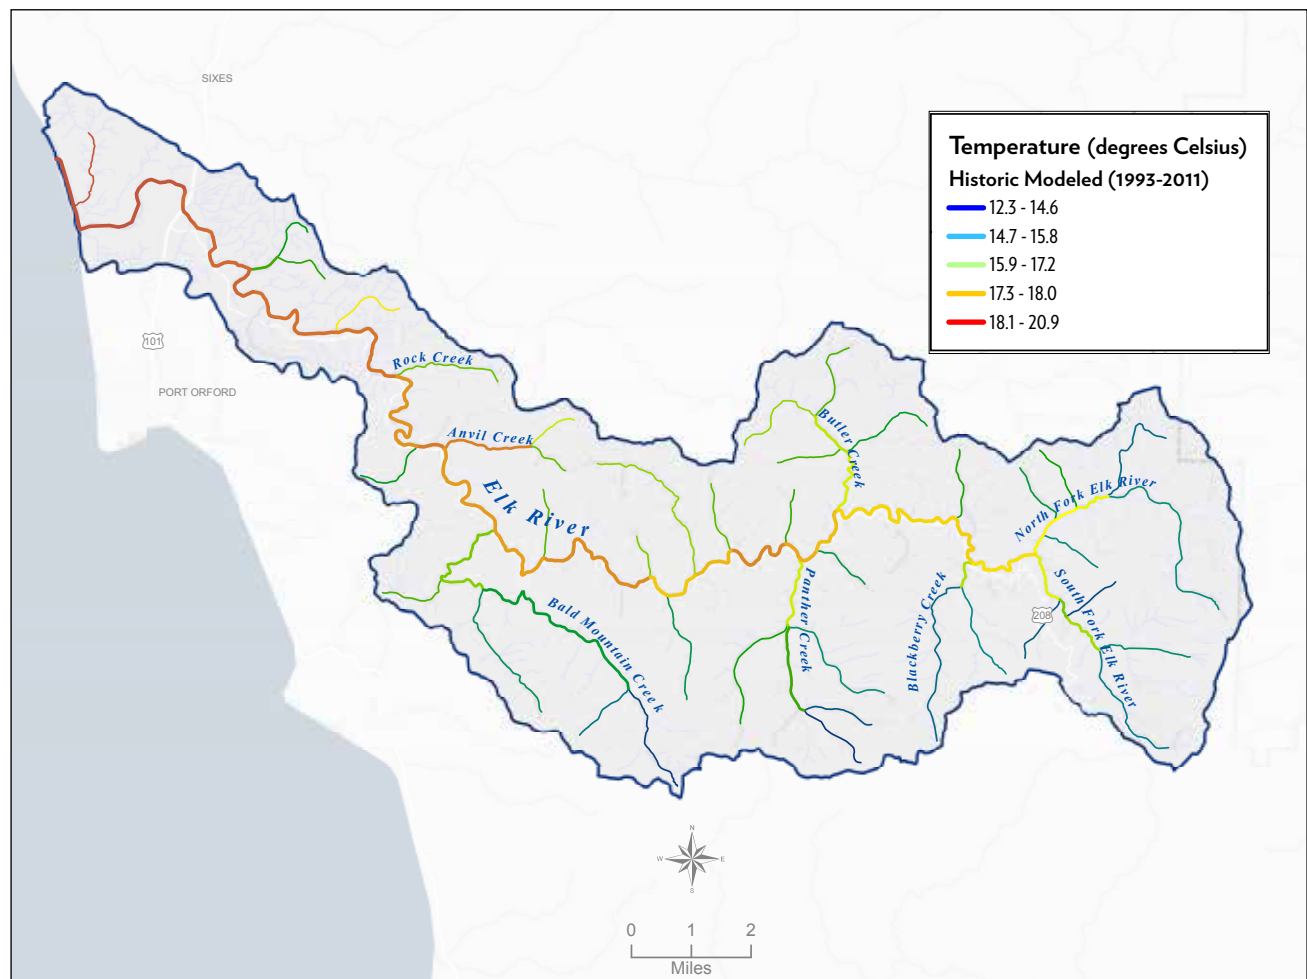 SIXES
Temperature (degrees Celsius)
Historic Modeled (1993-2011)
12.3 - 14.6
14.7 - 15.8
15.9 - 17.2
17.3 - 18.0
18.1 - 20.9
101
PORT ORFORD
Rock Creek
Anvil Creek
Butler Creek
Elk River
North Fork Elk River
Panther Creek
Blackberry Creek
South Fork Elk River
208
Bald Mountain Creek
N
W E
S
0 1 2
Miles